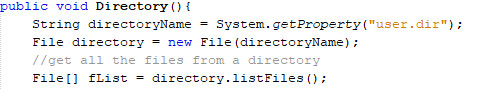 public void Directory(){
    String directoryName = System.getProperty("user.dir");
    File directory = new File(directoryName);
    //get all the files from a directory
    File[] fList = directory.listFiles();